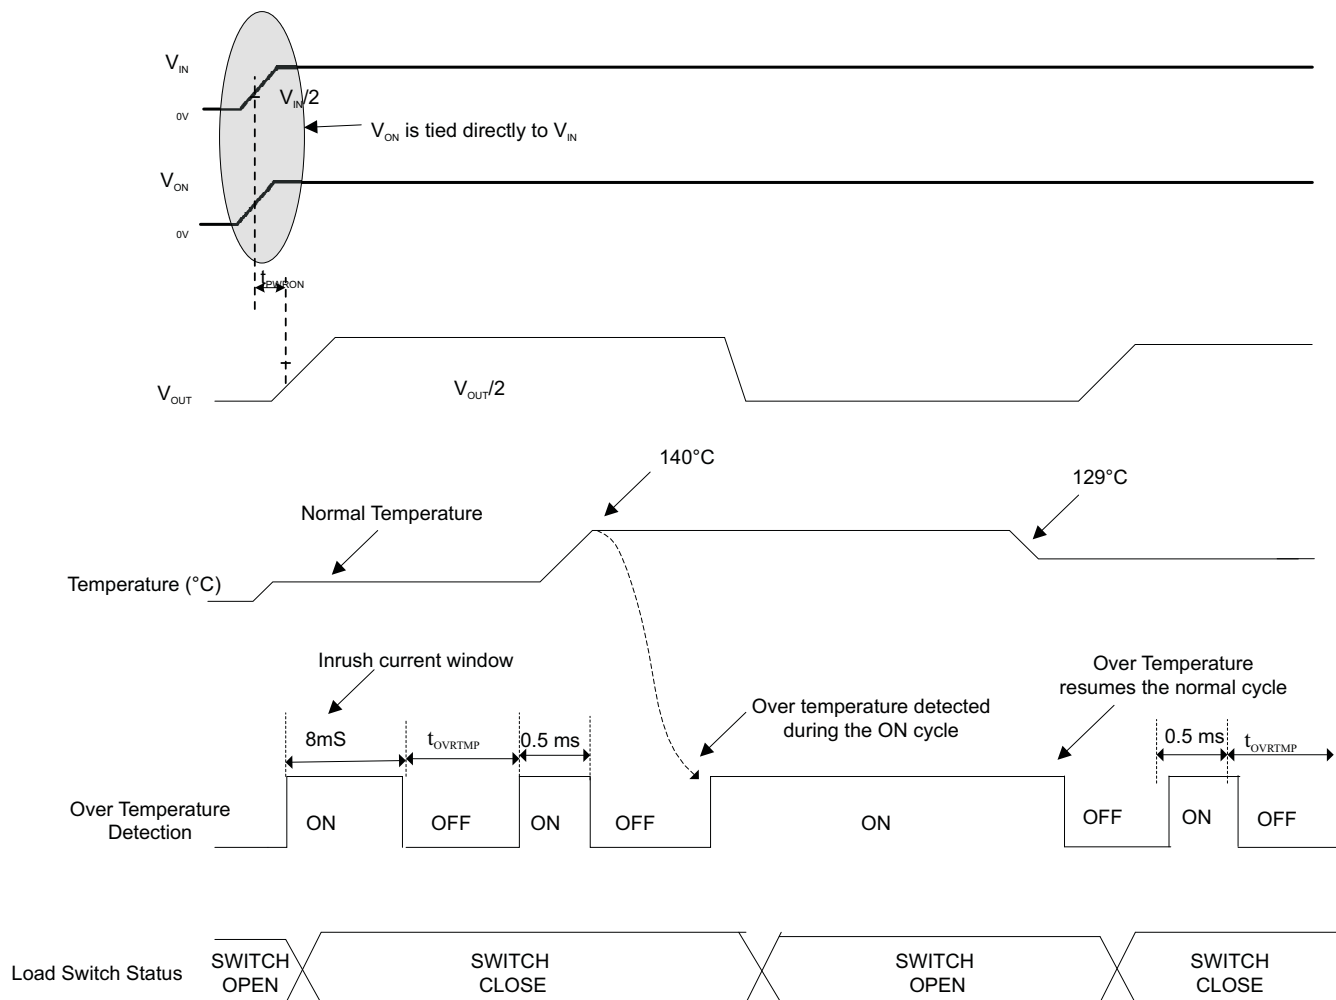 V_IN
0V
V_IN/2
V_ON is tied directly to V_IN
V_ON
0V
t_PWRON
V_OUT
V_OUT/2
140°C
129°C
Normal Temperature
Temperature (°C)
Inrush current window
Over Temperature
resumes the normal cycle
Over temperature detected
during the ON cycle
8mS
t_OVRTMP
0.5 ms
0.5 ms
t_OVRTMP
Over Temperature
Detection
ON
OFF
ON
OFF
ON
OFF
ON
OFF
Load Switch Status
SWITCH
OPEN
SWITCH
CLOSE
SWITCH
OPEN
SWITCH
CLOSE